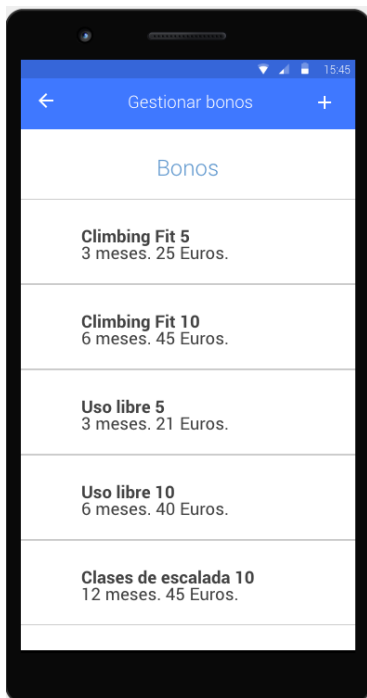 15:45
Gestionar bonos
Bonos
Climbing Fit 5
3 meses. 25 Euros.
Climbing Fit 10
6 meses. 45 Euros.
Uso libre 5
3 meses. 21 Euros.
Uso libre 10
6 meses. 40 Euros.
Clases de escalada 10
12 meses. 45 Euros.